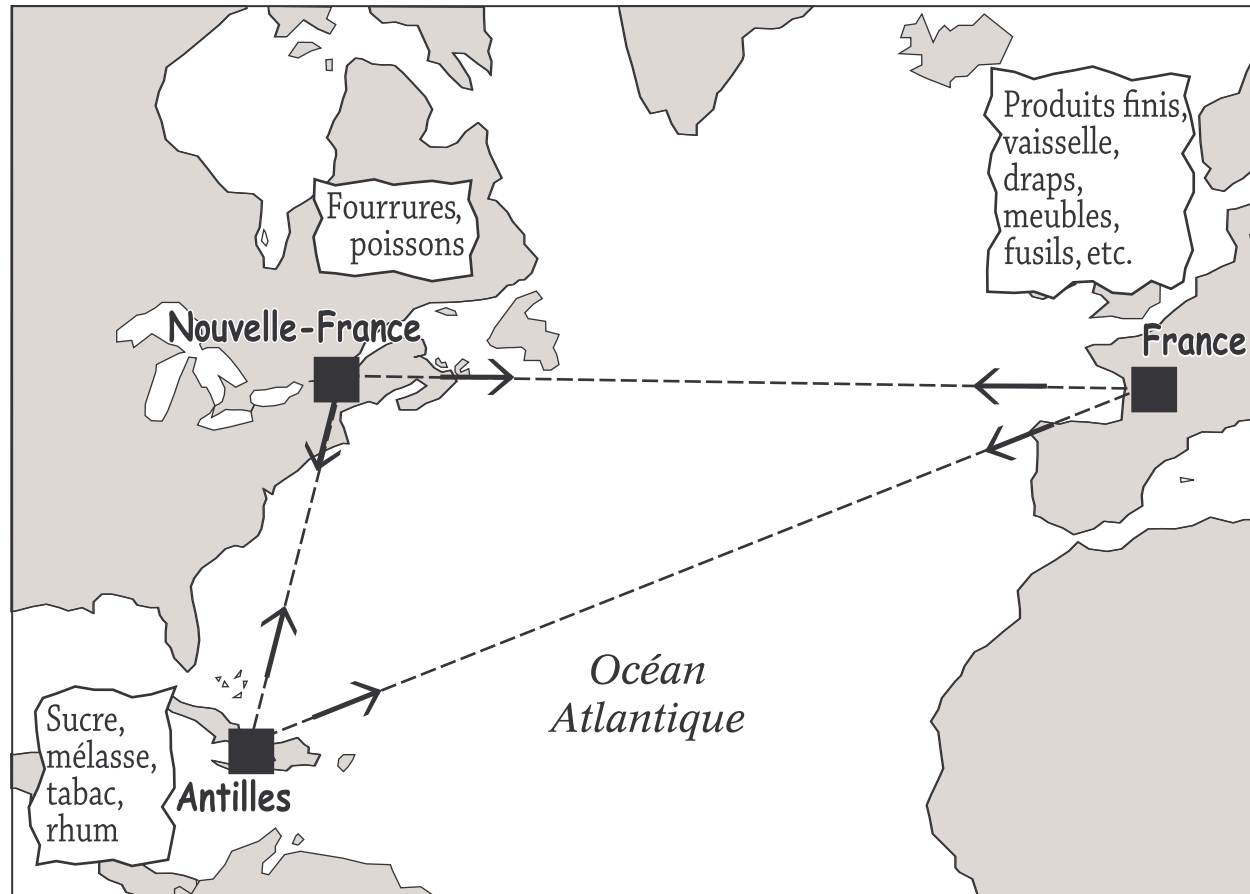 Produits finis,
vaisselle,
draps,
meubles,
fusils, etc.
Fourrures,
poissons
Nouvelle-France
France
Océan
Atlantique
Sucre,
mélasse,
tabac,
rhum
Antilles